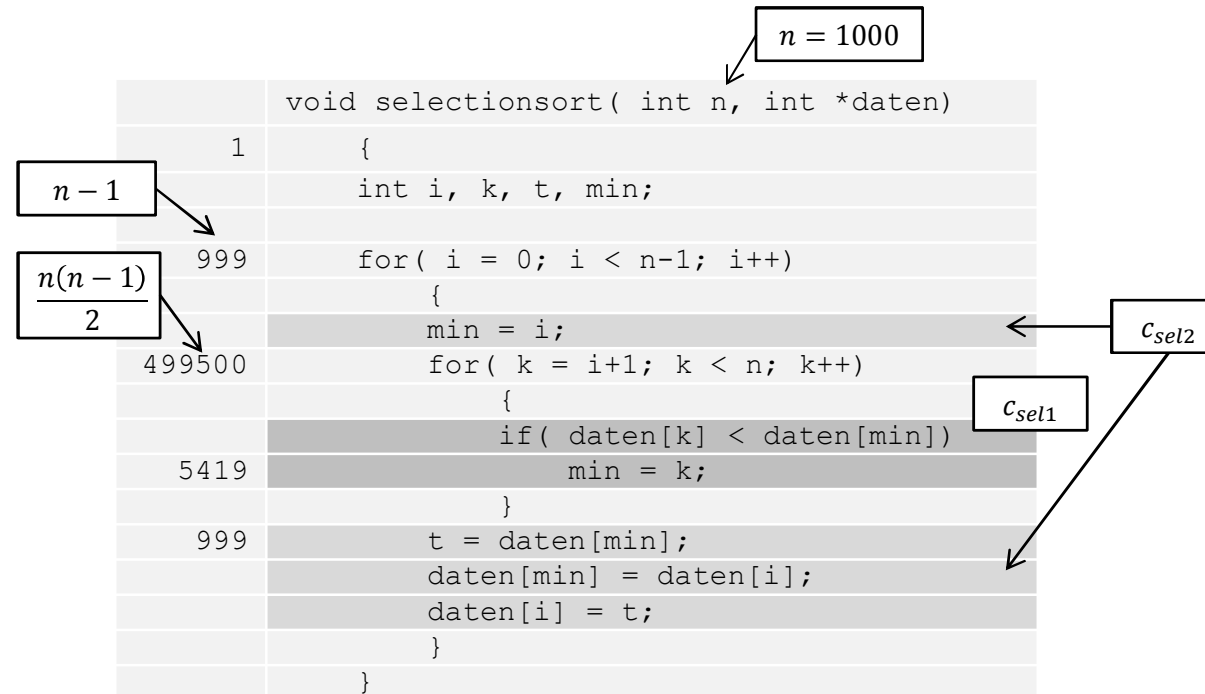 n = 1000
void selectionsort( int n, int *daten)
1 {
n − 1
int i, k, t, min;
999 for( i = 0; i < n-1; i++)
n(n − 1)
2
{
min = i;
c_sel2
499500 for( k = i+1; k < n; k++)
{
c_sel1
if( daten[k] < daten[min])
5419 min = k;
}
999 t = daten[min];
daten[min] = daten[i];
daten[i] = t;
}
}